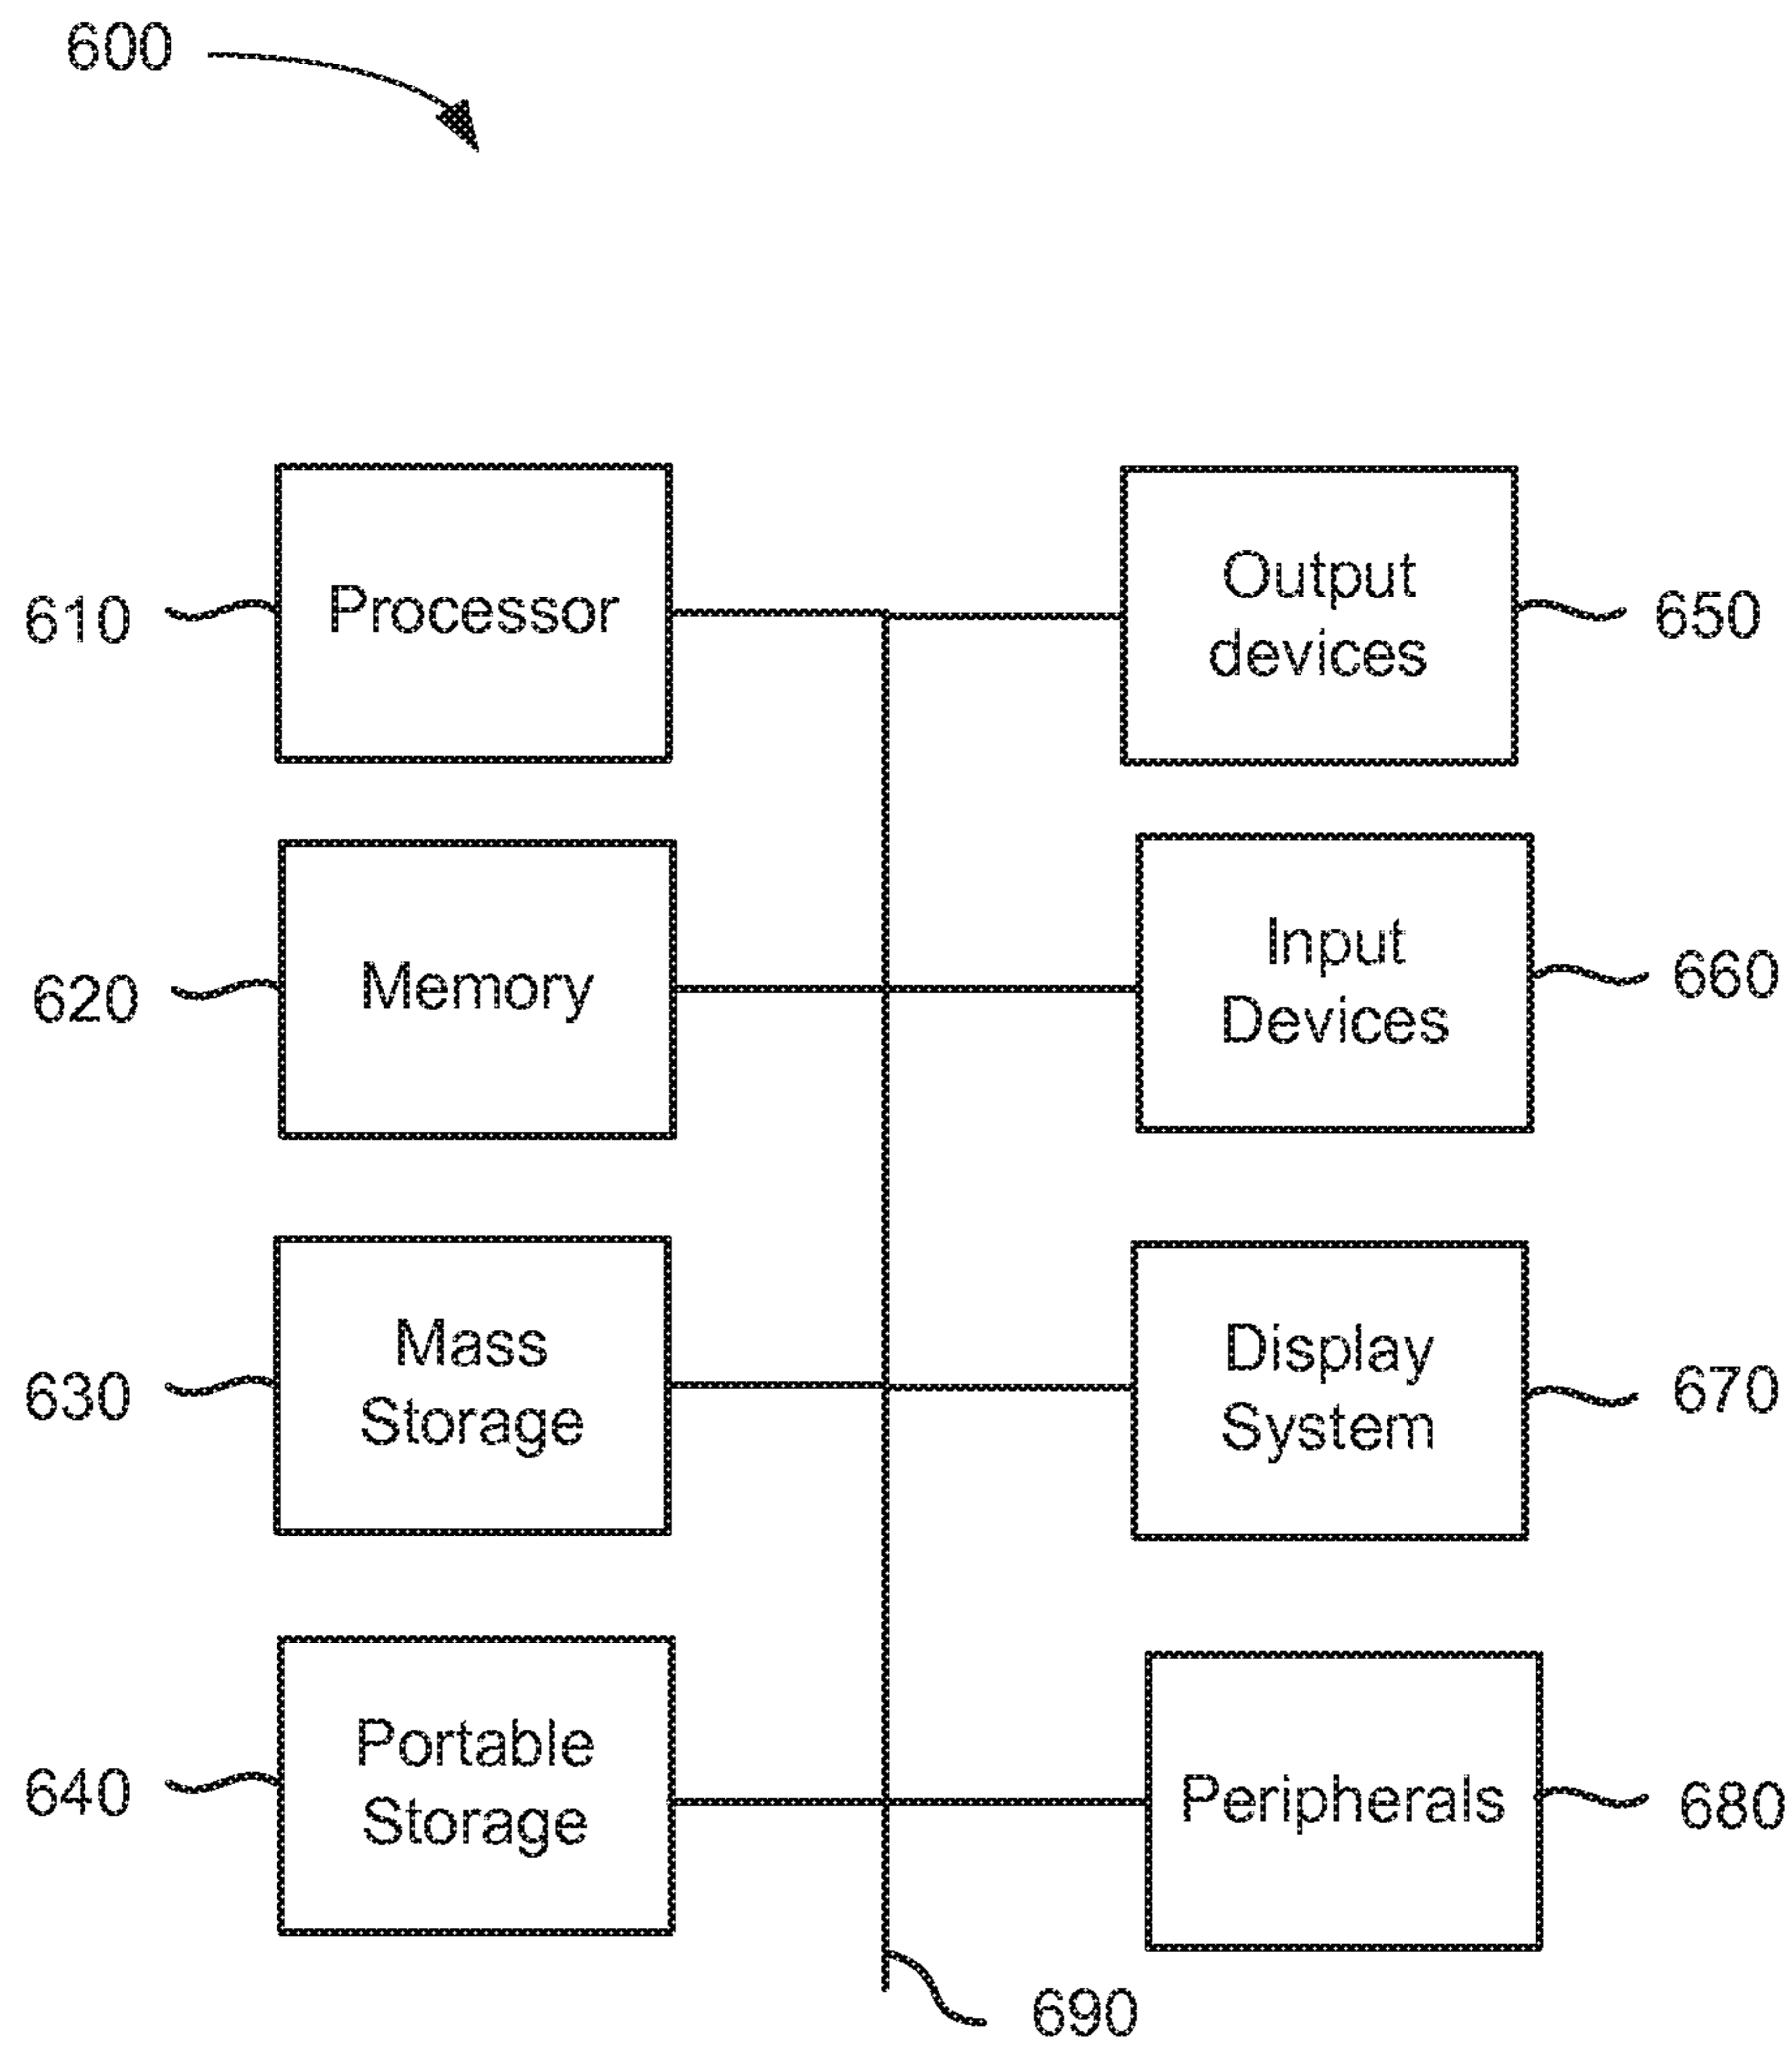 600
610
Processor
Output
devices
650
620
Memory
Input
Devices
660
630
Mass
Storage
Display
System
670
640
Portable
Storage
Peripherals
680
690